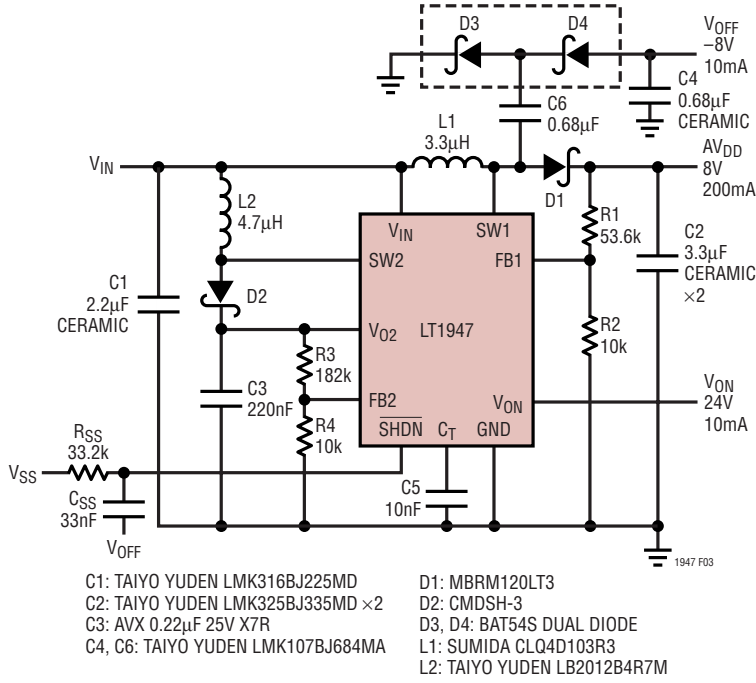 D3
D4
VOFF
–8V
10mA
C4
0.68µF
CERAMIC
C6
0.68µF
L1
3.3µH
AVDD
8V
200mA
VIN
D1
L2
4.7µH
R1
53.6k
C2
3.3µF
CERAMIC
×2
VIN
SW1
SW2
FB1
C1
2.2µF
CERAMIC
D2
VO2
LT1947
R2
10k
R3
182k
C3
220nF
FB2
VON
R4
10k
SHDN
CT
GND
VON
24V
10mA
RSS
33.2k
VSS
CSS
33nF
VOFF
C5
10nF
1947 F03
C1: TAIYO YUDEN LMK316BJ225MD
C2: TAIYO YUDEN LMK325BJ335MD ×2
C3: AVX 0.22µF 25V X7R
C4, C6: TAIYO YUDEN LMK107BJ684MA
D1: MBRM120LT3
D2: CMDSH-3
D3, D4: BAT54S DUAL DIODE
L1: SUMIDA CLQ4D103R3
L2: TAIYO YUDEN LB2012B4R7M